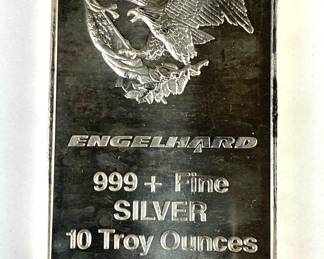 ENGELHARD
999 + Fine
SILVER
10 Troy Ounces